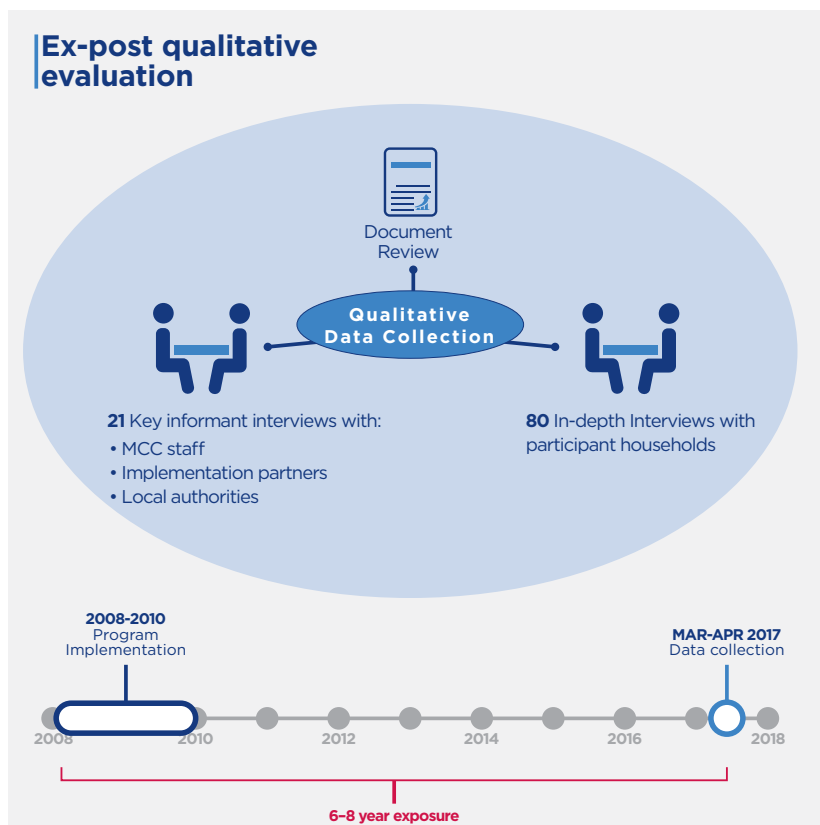 Ex-post qualitative
evaluation
Document
Review
Qualitative
Data Collection
21 Key informant interviews with:
• MCC staff
• Implementation partners
• Local authorities
80 In-depth Interviews with
participant households
2008-2010
Program
Implementation
MAR-APR 2017
Data collection
2008 2010 2012 2014 2016 2018
6–8 year exposure